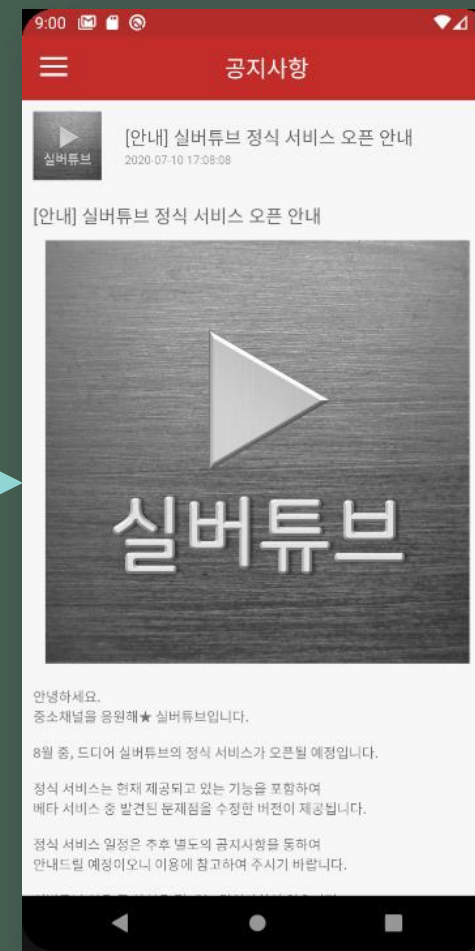 9:00
공지사항
실버튜브
[안내] 실버튜브 정식 서비스 오픈 안내
2020-07-10 17:08:08
[안내] 실버튜브 정식 서비스 오픈 안내
실버튜브
안녕하세요.
중소채널을 응원해★ 실버튜브입니다.
8월 중, 드디어 실버튜브의 정식 서비스가 오픈될 예정입니다.
정식 서비스는 현재 제공되고 있는 기능을 포함하여
베타 서비스 중 발견된 문제점을 수정한 버전이 제공됩니다.
정식 서비스 일정은 추후 별도의 공지사항을 통하여
안내드릴 예정이오니 이용에 참고하여 주시기 바랍니다.